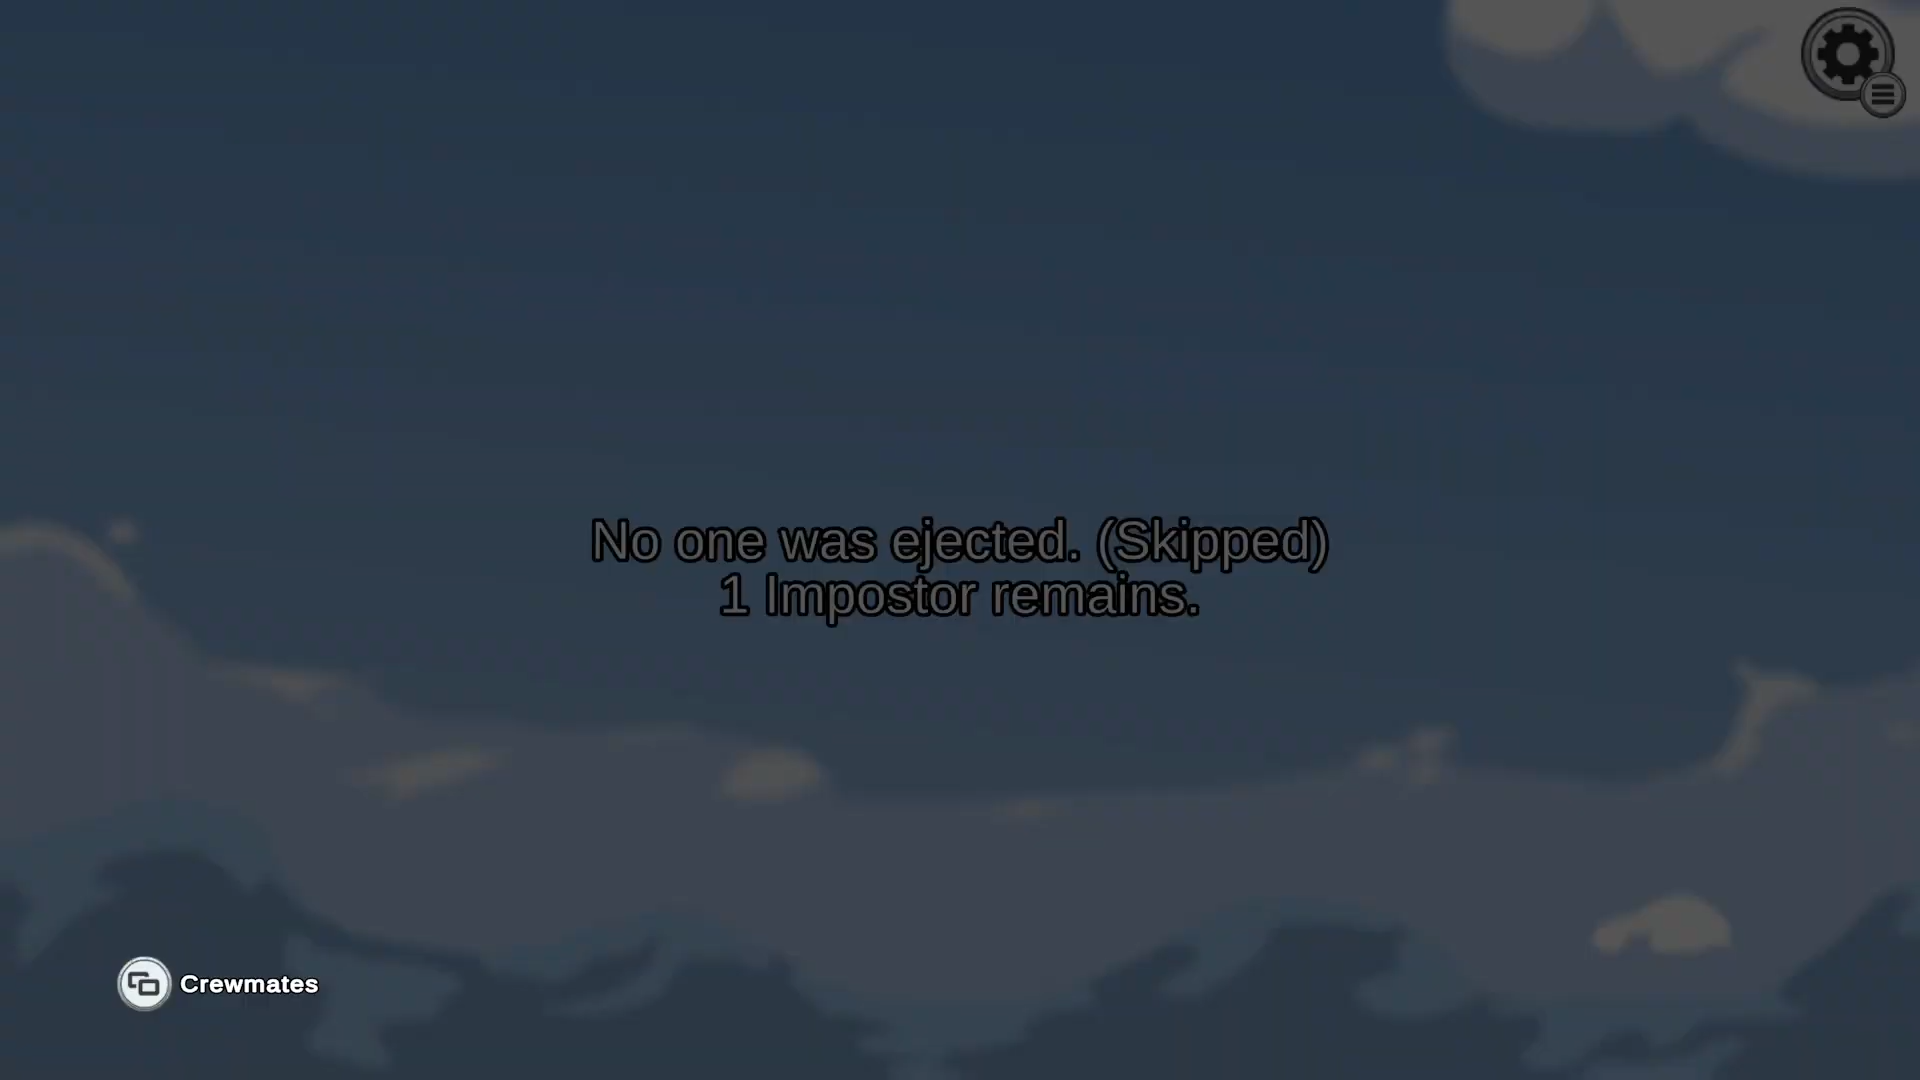 No one was ejected. (Skipped)
1 Impostor remains.
Crewmates